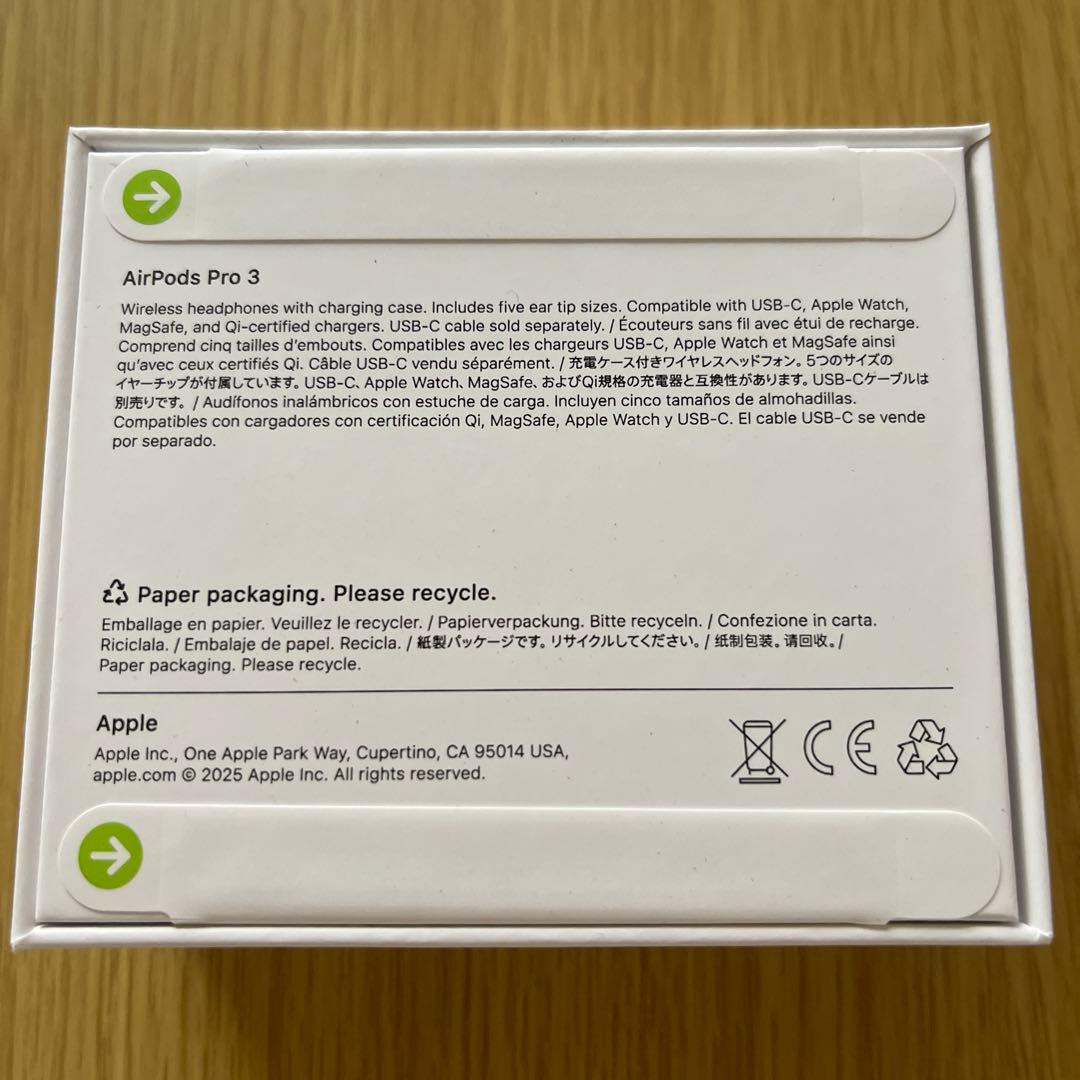 AirPods Pro 3
Wireless headphones with charging case. Includes five ear tip sizes. Compatible with USB-C, Apple Watch,
MagSafe, and Qi-certified chargers. USB-C cable sold separately. / Écouteurs sans fil avec étui de recharge.
Comprend cinq tailles d’embouts. Compatibles avec les chargeurs USB-C, Apple Watch et MagSafe ainsi
qu’avec ceux certifiés Qi. Câble USB-C vendu séparément. / 充電ケース付きワイヤレスヘッドフォン。5つのサイズの
イヤーチップが付属しています。USB-C、Apple Watch、MagSafe、およびQi規格の充電器と互換性があります。USB-Cケーブルは
別売りです。/ Audífonos inalámbricos con estuche de carga. Incluyen cinco tamaños de almohadillas.
Compatibles con cargadores con certificación Qi, MagSafe, Apple Watch y USB-C. El cable USB-C se vende
por separado.
Paper packaging. Please recycle.
Emballage en papier. Veuillez le recycler. / Papierverpackung. Bitte recyceln. / Confezione in carta.
Riciclala. / Embalaje de papel. Recicla. / 紙製パッケージです。リサイクルしてください。/ 纸制包装。请回收。/
Paper packaging. Please recycle.
Apple
Apple Inc., One Apple Park Way, Cupertino, CA 95014 USA,
apple.com © 2025 Apple Inc. All rights reserved.
CE